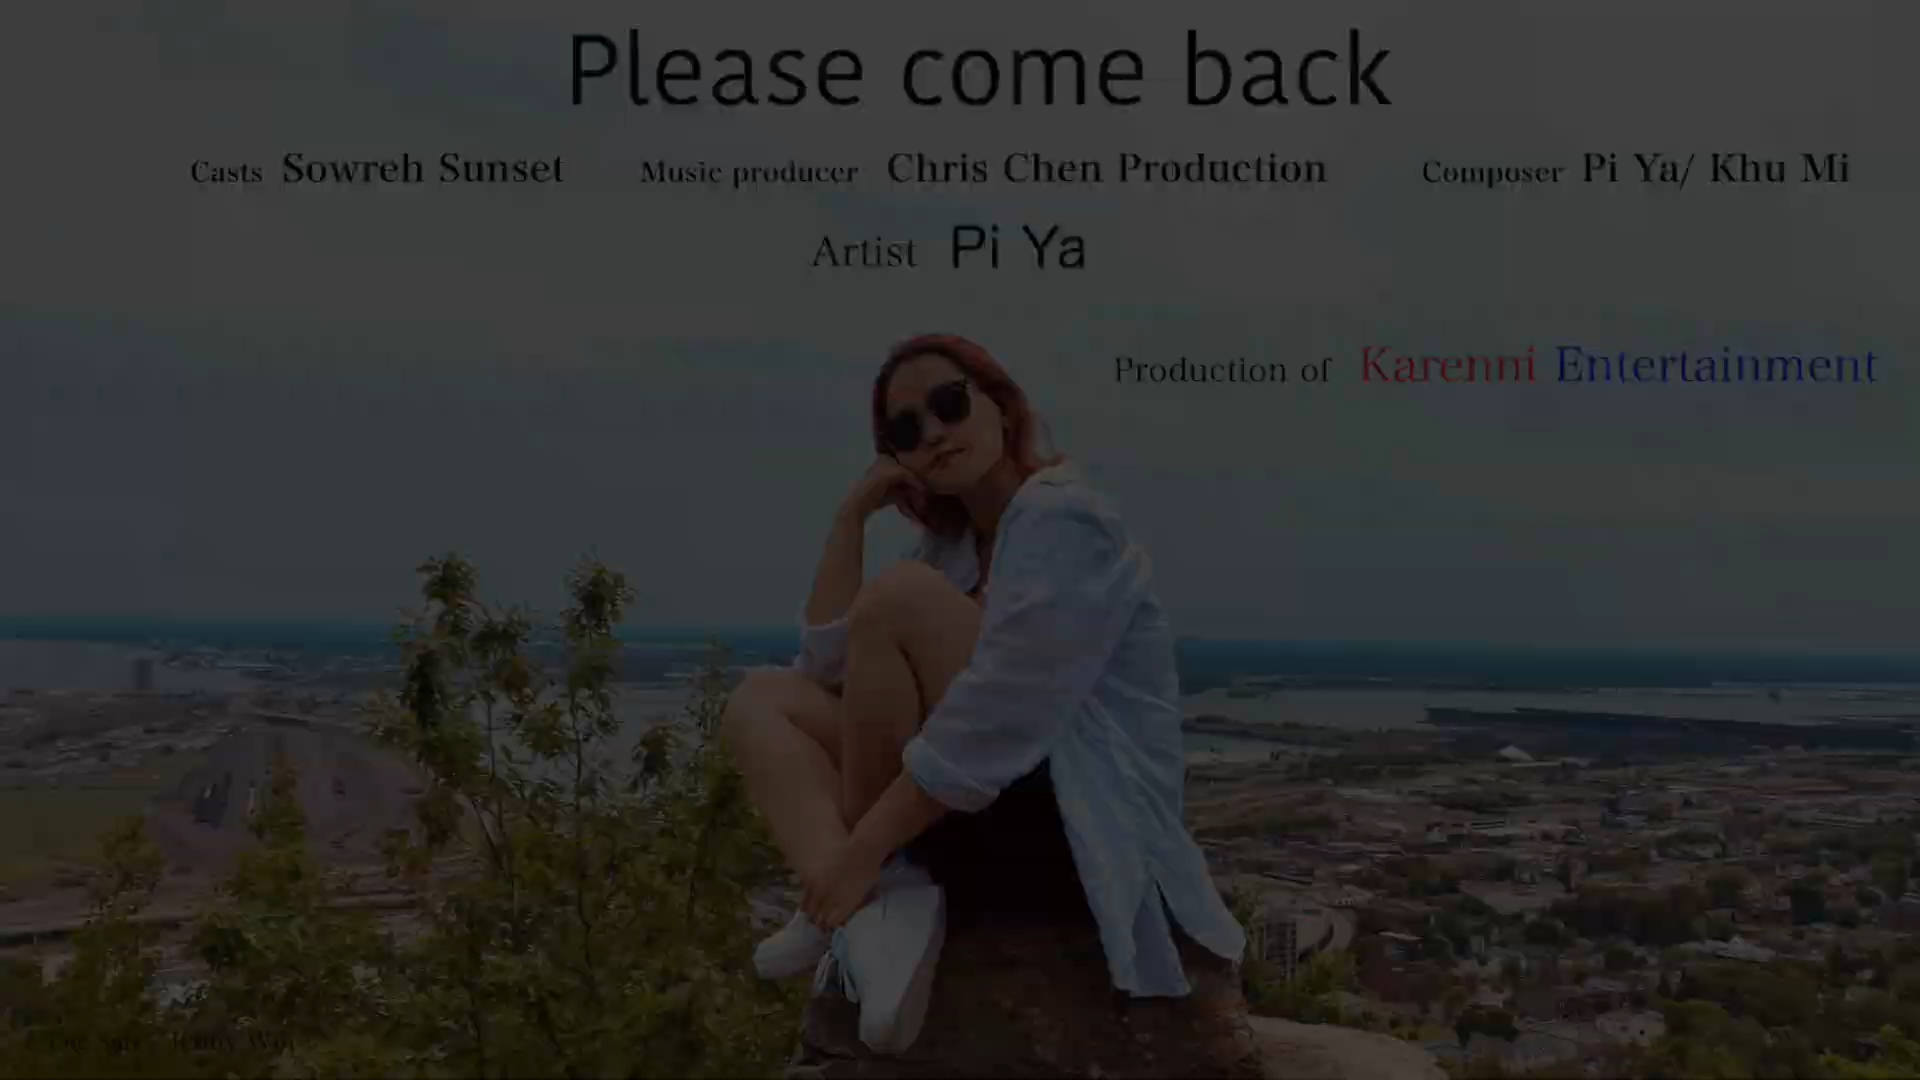 Please come back
Casts Sowreh Sunset Music producer Chris Chen Production Composer Pi Ya/ Khu Mi
Artist Pi Ya
Production of Karenni Entertainment